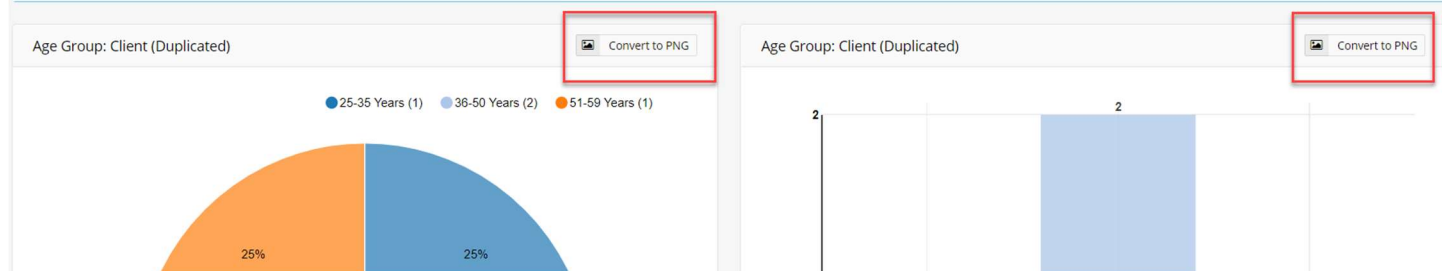 Age Group: Client (Duplicated)
Convert to PNG
25-35 Years (1) 36-50 Years (2) 51-59 Years (1)
25% 25%
Age Group: Client (Duplicated)
Convert to PNG
2
2